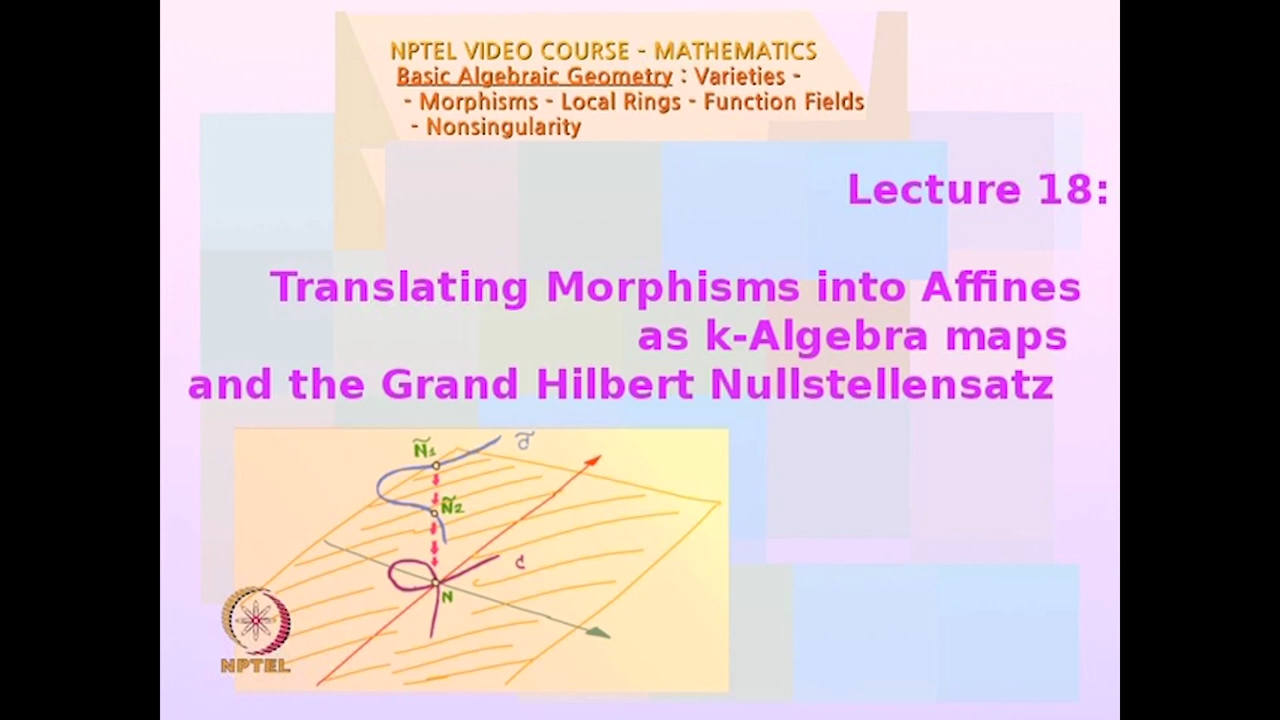 NPTEL VIDEO COURSE - MATHEMATICS
Basic Algebraic Geometry : Varieties -
- Morphisms - Local Rings - Function Fields
- Nonsingularity
Lecture 18:
Translating Morphisms into Affines
as k-Algebra maps
and the Grand Hilbert Nullstellensatz
Ñ1
Ñ2
N
NPTEL